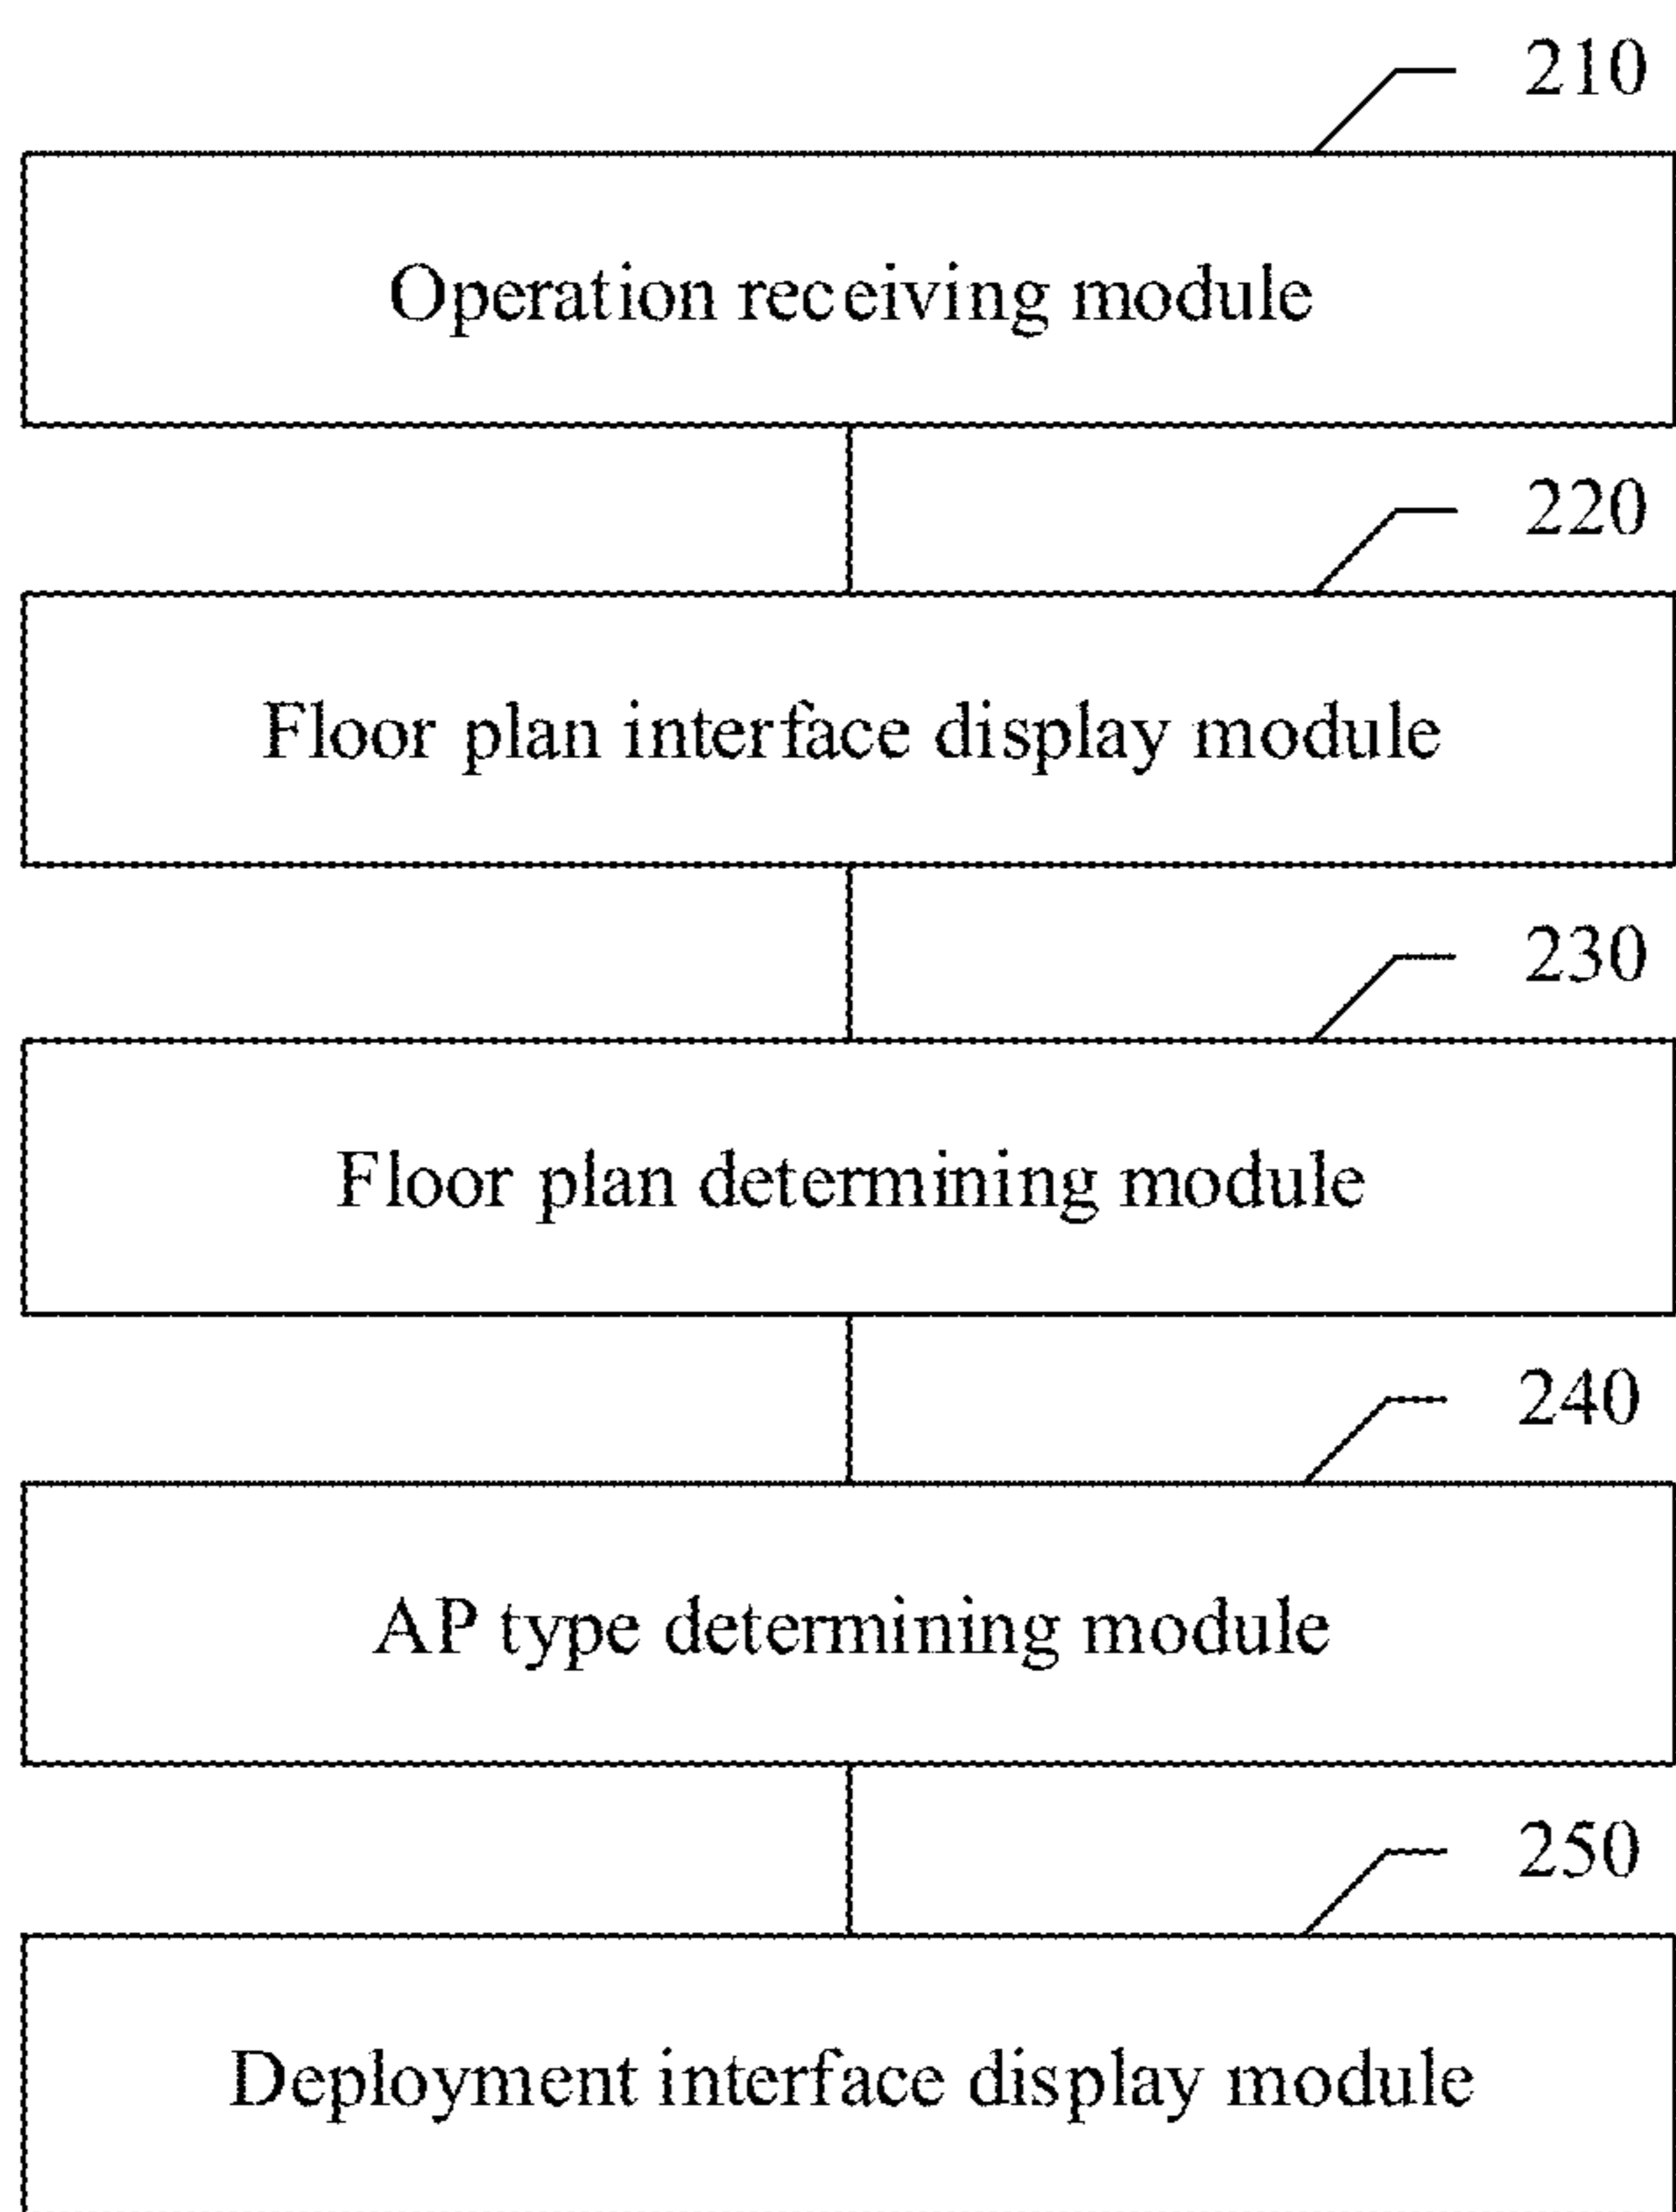 210
Operation receiving module
220
Floor plan interface display module
230
Floor plan determining module
240
AP type determining module
250
Deployment interface display module